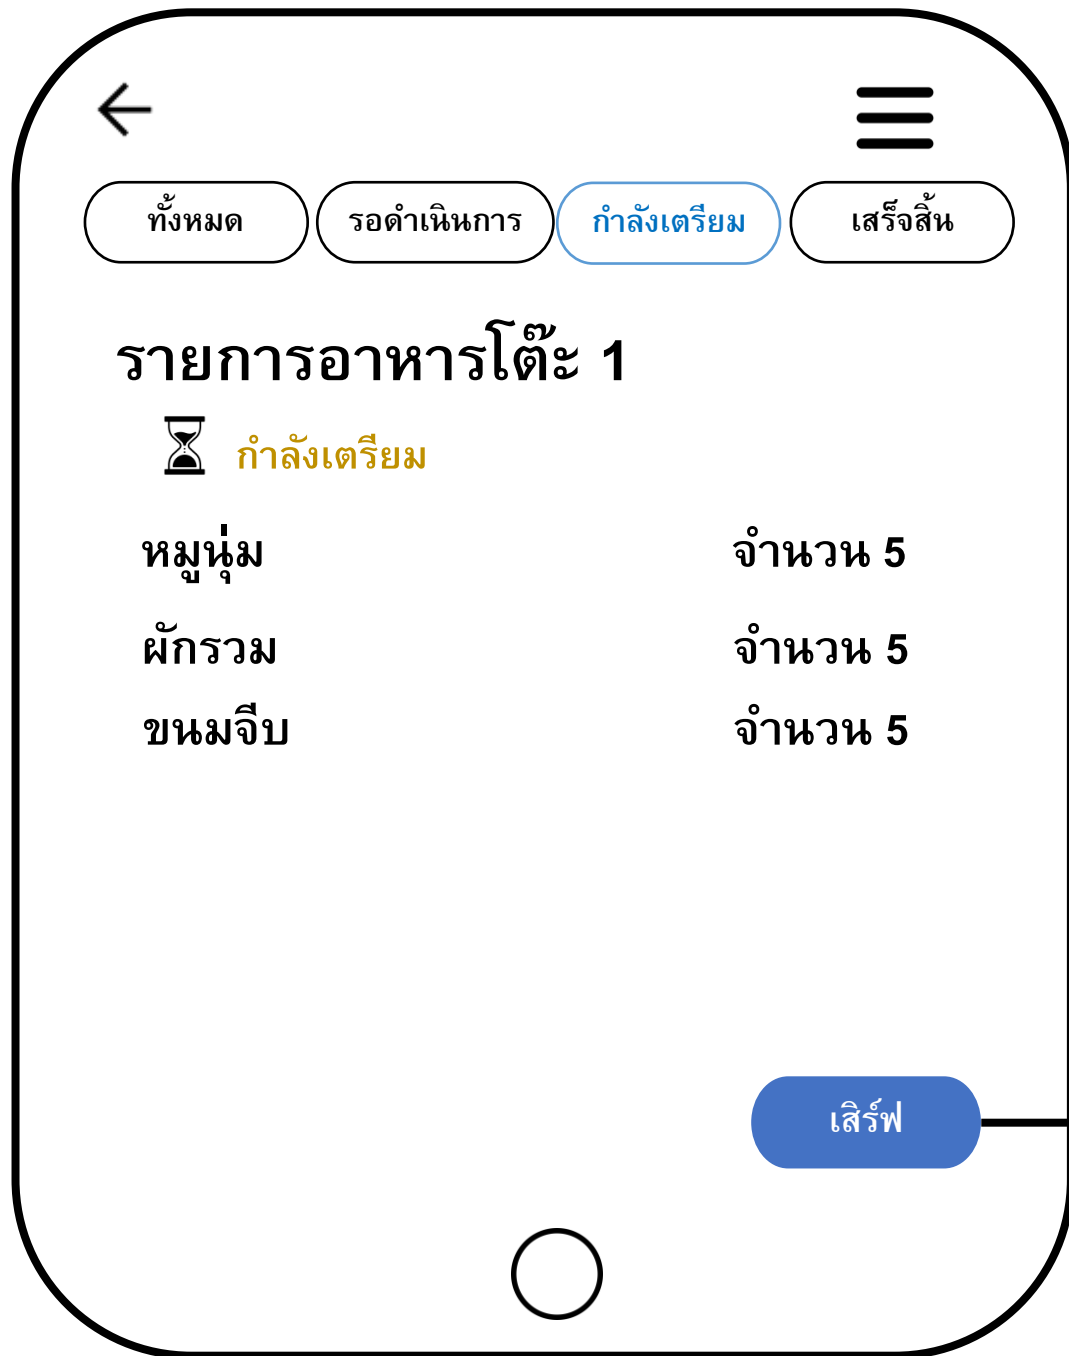 ทั้งหมด รอดำเนินการ กำลังเตรียม เสร็จสิ้น
รายการอาหารโต๊ะ 1
กำลังเตรียม
หมูนุ่ม จำนวน 5
ผักรวม จำนวน 5
ขนมจีบ จำนวน 5
เสิร์ฟ